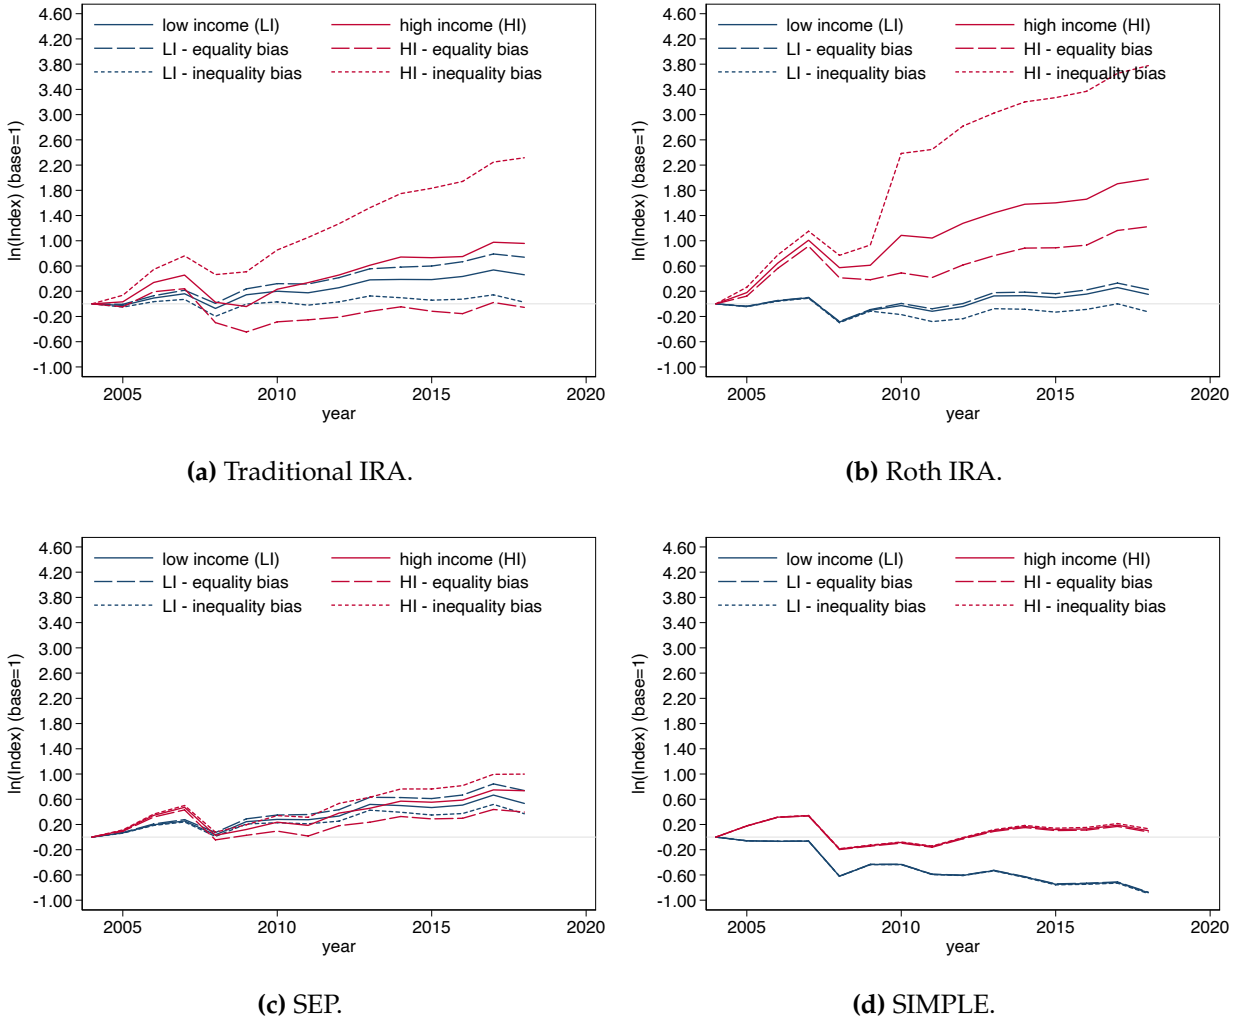 4.60
4.20
3.80
3.40
3.00
2.60
2.20
1.80
1.40
1.00
0.60
0.20
-0.20
-0.60
-1.00
ln(Index) (base=1)
low income (LI) high income (HI)
LI - equality bias HI - equality bias
LI - inequality bias HI - inequality bias
2005 2010 2015 2020
year
(a) Traditional IRA.
4.60
4.20
3.80
3.40
3.00
2.60
2.20
1.80
1.40
1.00
0.60
0.20
-0.20
-0.60
-1.00
ln(Index) (base=1)
low income (LI) high income (HI)
LI - equality bias HI - equality bias
LI - inequality bias HI - inequality bias
2005 2010 2015 2020
year
(b) Roth IRA.
4.60
4.20
3.80
3.40
3.00
2.60
2.20
1.80
1.40
1.00
0.60
0.20
-0.20
-0.60
-1.00
ln(Index) (base=1)
low income (LI) high income (HI)
LI - equality bias HI - equality bias
LI - inequality bias HI - inequality bias
2005 2010 2015 2020
year
(c) SEP.
4.60
4.20
3.80
3.40
3.00
2.60
2.20
1.80
1.40
1.00
0.60
0.20
-0.20
-0.60
-1.00
ln(Index) (base=1)
low income (LI) high income (HI)
LI - equality bias HI - equality bias
LI - inequality bias HI - inequality bias
2005 2010 2015 2020
year
(d) SIMPLE.